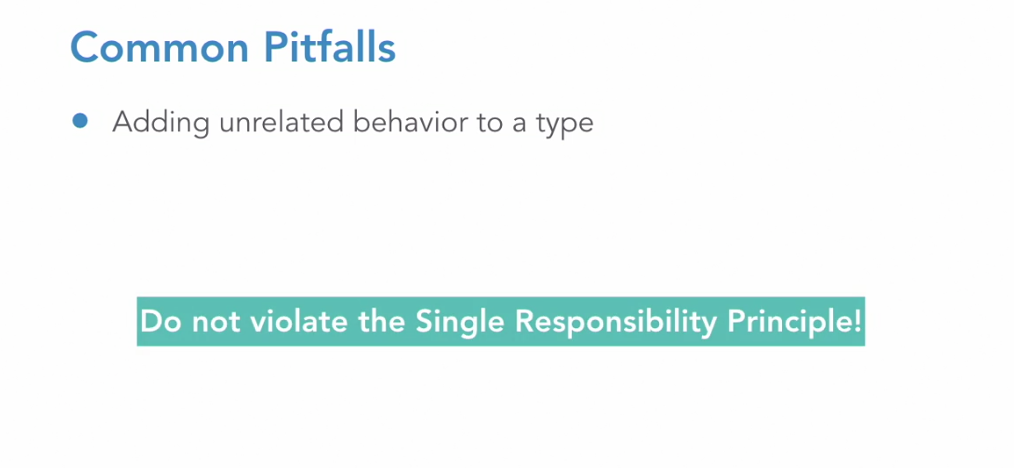 Common Pitfalls
Adding unrelated behavior to a type
Do not violate the Single Responsibility Principle!